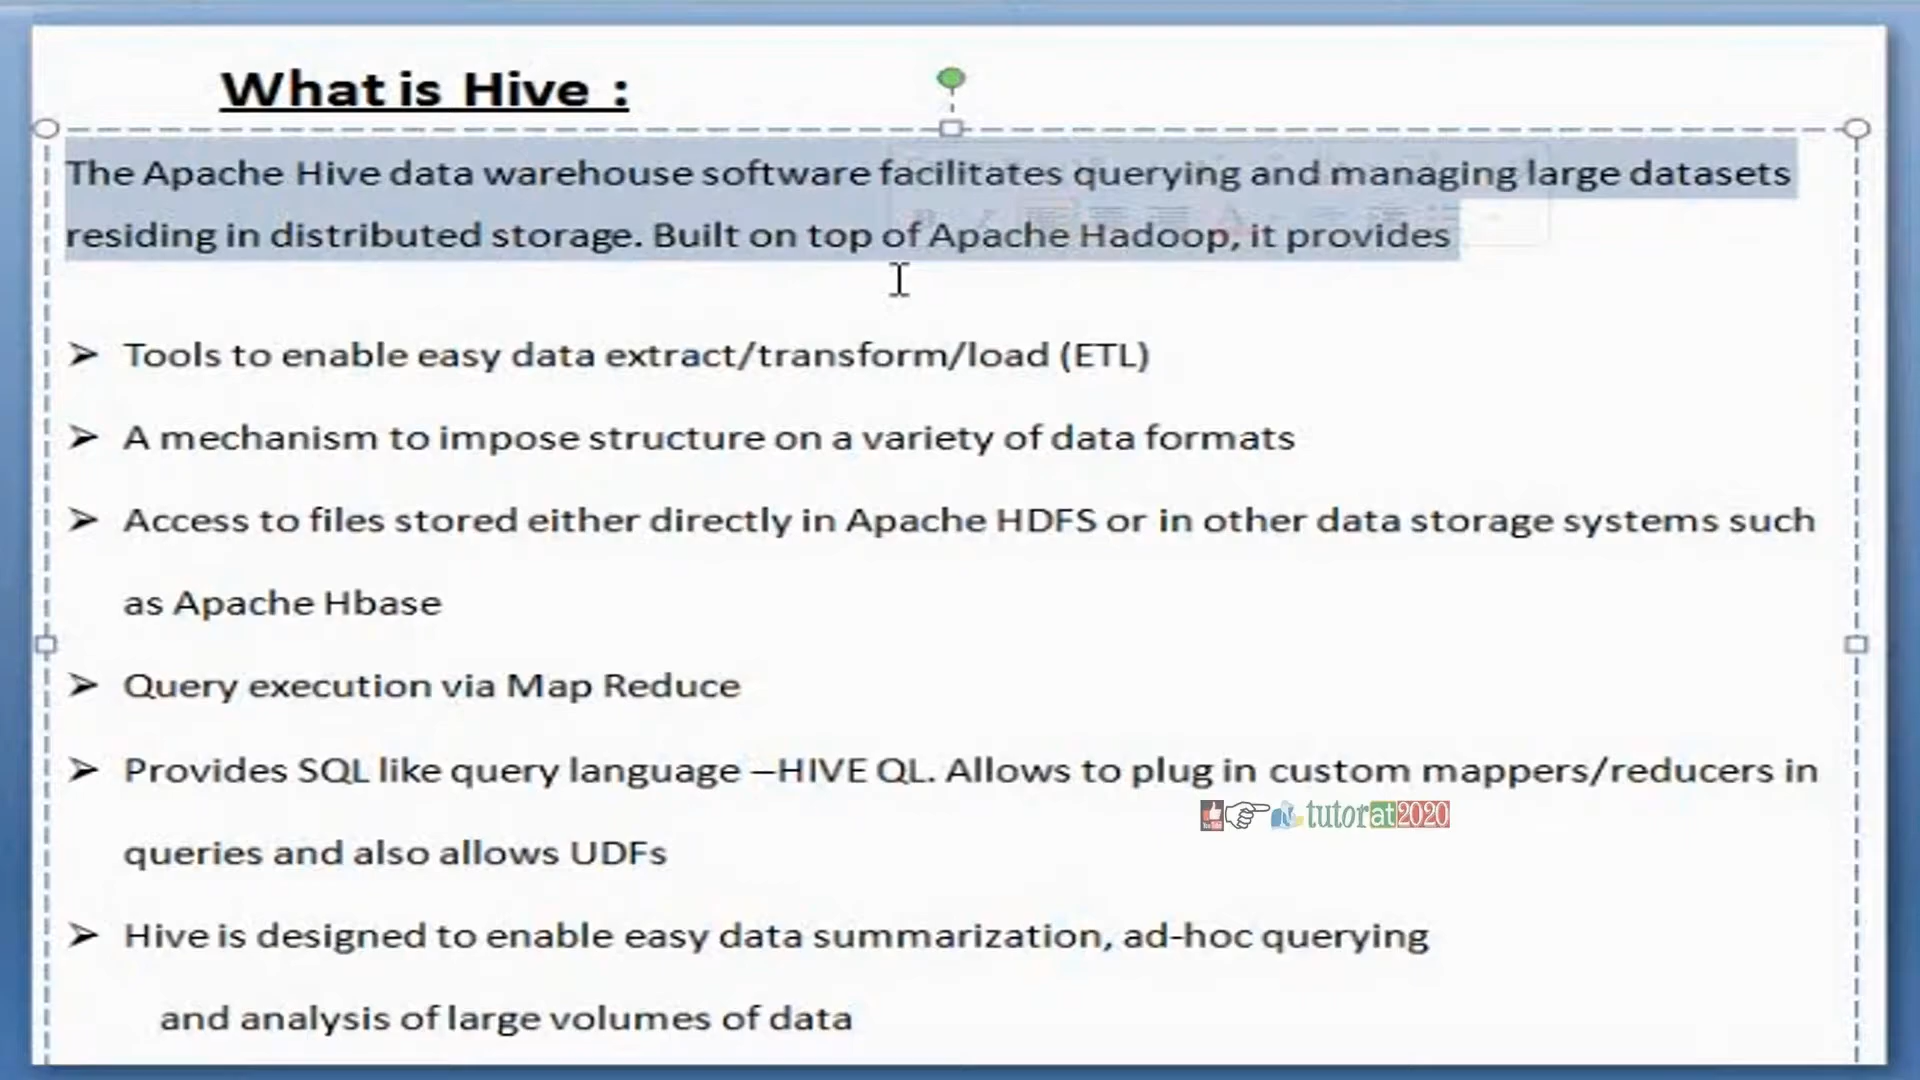 What is Hive :
The Apache Hive data warehouse software facilitates querying and managing large datasets
residing in distributed storage. Built on top of Apache Hadoop, it provides
➢ Tools to enable easy data extract/transform/load (ETL)
➢ A mechanism to impose structure on a variety of data formats
➢ Access to files stored either directly in Apache HDFS or in other data storage systems such
as Apache Hbase
➢ Query execution via Map Reduce
➢ Provides SQL like query language –HIVE QL. Allows to plug in custom mappers/reducers in
tutorat2020
queries and also allows UDFs
➢ Hive is designed to enable easy data summarization, ad-hoc querying
and analysis of large volumes of data